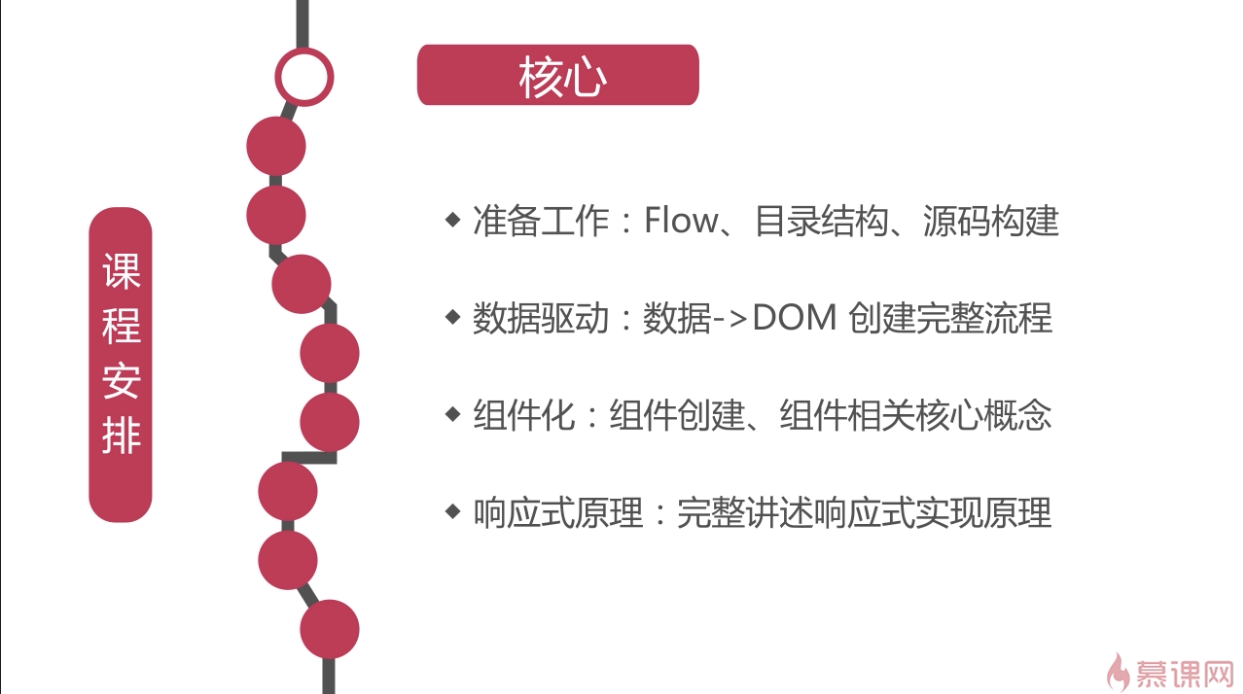 核心
课程安排
准备工作：Flow、目录结构、源码构建
数据驱动：数据->DOM 创建完整流程
组件化：组件创建、组件相关核心概念
响应式原理：完整讲述响应式实现原理
慕课网